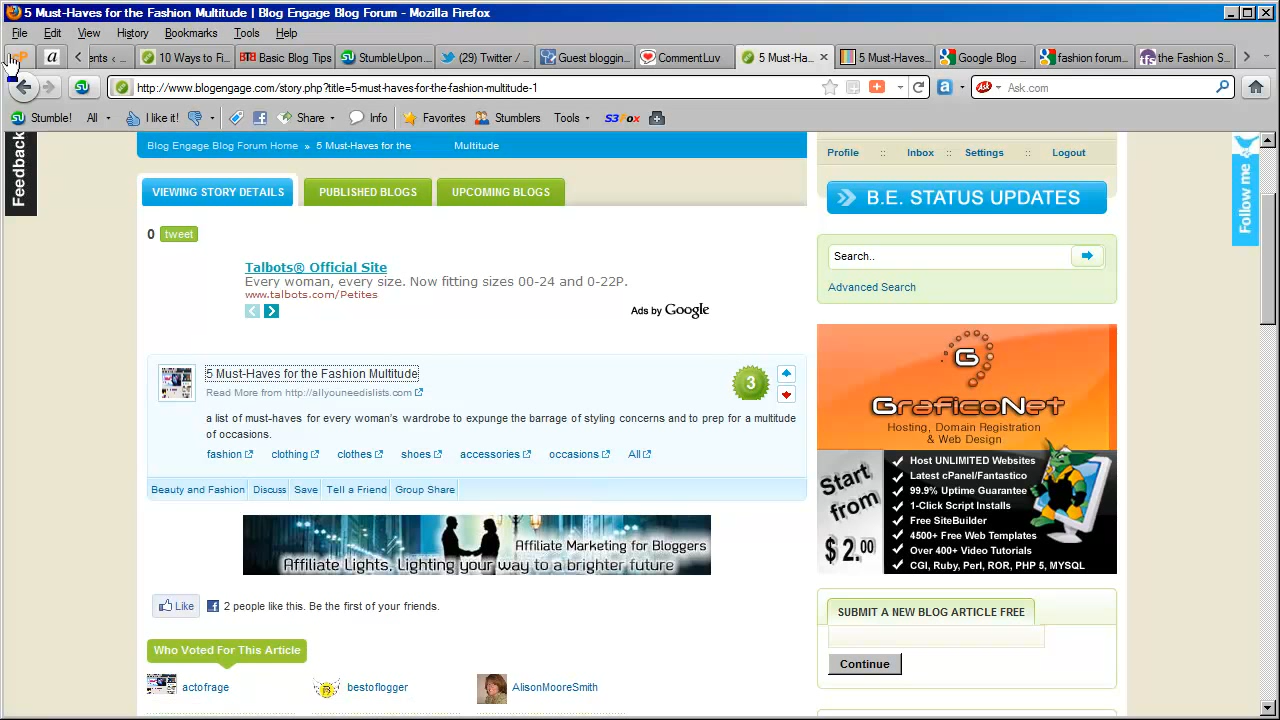 5 Must-Haves for the Fashion Multitude | Blog Engage Blog Forum - Mozilla Firefox
File Edit View History Bookmarks Tools Help
a ents ‹ ... 10 Ways to Fi... Basic Blog Tips StumbleUpon... (29) Twitter / ... Guest bloggin... CommentLuv 5 Must-Ha... 5 Must-Haves... Google Blog ... fashion forum... the Fashion S...
http://www.blogengage.com/story.php?title=5-must-haves-for-the-fashion-multitude-1 Ask.com
Stumble! All I like it! Share Info Favorites Stumblers Tools S3Fox
Feedback
Follow me
Blog Engage Blog Forum Home » 5 Must-Haves for the Multitude
Profile :: Inbox :: Settings :: Logout
VIEWING STORY DETAILS PUBLISHED BLOGS UPCOMING BLOGS
B.E. STATUS UPDATES
0 tweet
Search..
Advanced Search
Talbots® Official Site
Every woman, every size. Now fitting sizes 00-24 and 0-22P.
www.talbots.com/Petites
Ads by Google
5 Must-Haves for the Fashion Multitude
Read More from http://allyouneedislists.com
3
a list of must-haves for every woman's wardrobe to expunge the barrage of styling concerns and to prep for a multitude
of occasions.
fashion clothing clothes shoes accessories occasions All
Beauty and Fashion Discuss Save Tell a Friend Group Share
G
GraficoNet
Hosting, Domain Registration
& Web Design
Start
from
$2.00
Host UNLIMITED Websites
Latest cPanel/Fantastico
99.9% Uptime Guarantee
1-Click Script Installs
Free SiteBuilder
4500+ Free Web Templates
Over 400+ Video Tutorials
CGI, Ruby, Perl, ROR, PHP 5, MYSQL
Affiliate Marketing for Bloggers
Affiliate Lights, Lighting your way to a brighter future
Like 2 people like this. Be the first of your friends.
SUBMIT A NEW BLOG ARTICLE FREE
Continue
Who Voted For This Article
actofrage bestoflogger AlisonMooreSmith